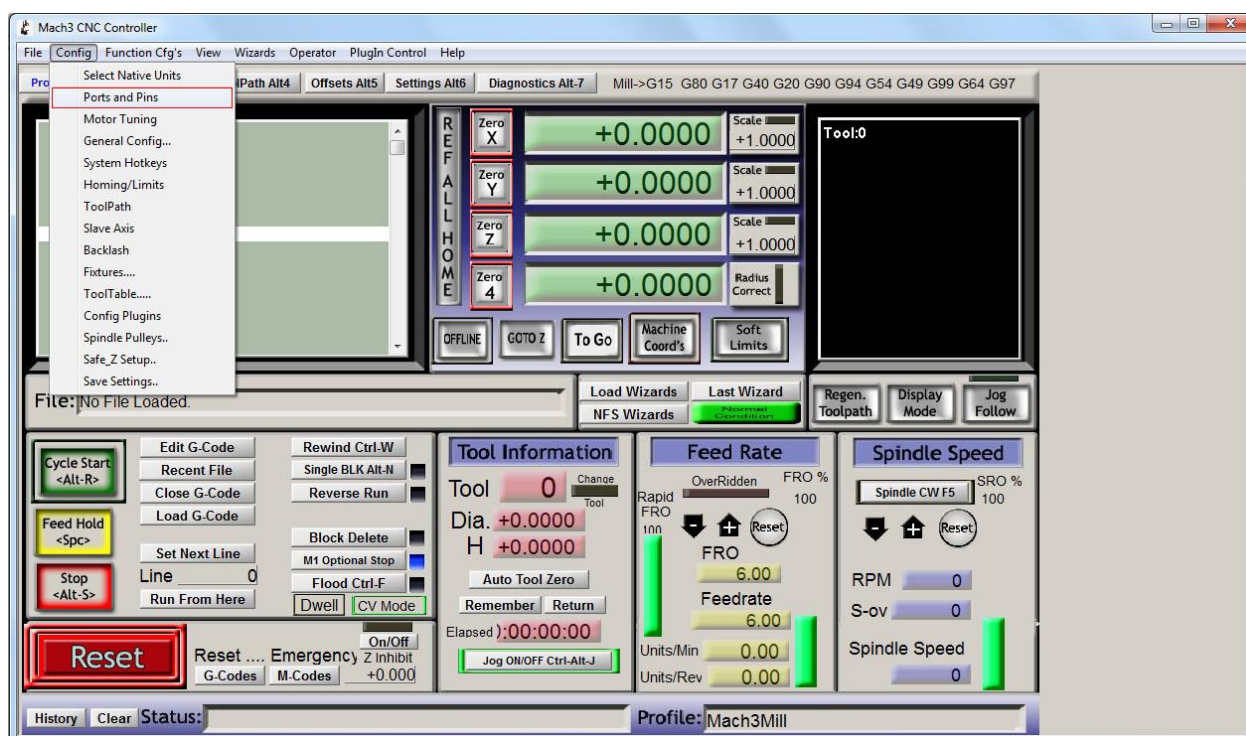 Mach3 CNC Controller
File Config Function Cfg's View Wizards Operator PlugIn Control Help
Select Native Units
Ports and Pins
Motor Tuning
General Config...
System Hotkeys
Homing/Limits
ToolPath
Slave Axis
Backlash
Fixtures....
ToolTable.....
Config Plugins
Spindle Pulleys..
Safe_Z Setup..
Save Settings..
Pro lPath Alt4 Offsets Alt5 Settings Alt6 Diagnostics Alt-7 Mill->G15 G80 G17 G40 G20 G90 G94 G54 G49 G99 G64 G97
REF ALL HOME
Zero X +0.0000 Scale +1.0000
Zero Y +0.0000 Scale +1.0000
Zero Z +0.0000 Scale +1.0000
Zero 4 +0.0000 Radius Correct
OFFLINE GOTO Z To Go Machine Coord's Soft Limits
Tool:0
File: No File Loaded.
Load Wizards Last Wizard
NFS Wizards Normal Condition
Regen. Toolpath Display Mode Jog Follow
Cycle Start <Alt-R>
Feed Hold <Spc>
Stop <Alt-S>
Edit G-Code
Recent File
Close G-Code
Load G-Code
Set Next Line
Line 0
Run From Here
Rewind Ctrl-W
Single BLK Alt-N
Reverse Run
Block Delete
M1 Optional Stop
Flood Ctrl-F
Dwell CV Mode
Reset
Reset .... Emergency
G-Codes M-Codes
On/Off
Z Inhibit
+0.000
Tool Information
Tool 0 Change Tool
Dia. +0.0000
H +0.0000
Auto Tool Zero
Remember Return
Elapsed ):00:00:00
Jog ON/OFF Ctrl-Alt-J
Feed Rate
OverRidden FRO %
100
Rapid FRO
100
Reset
FRO
6.00
Feedrate
6.00
Units/Min 0.00
Units/Rev 0.00
Spindle Speed
Spindle CW F5 SRO %
100
Reset
RPM 0
S-ov 0
Spindle Speed
0
History Clear Status: Profile: Mach3Mill